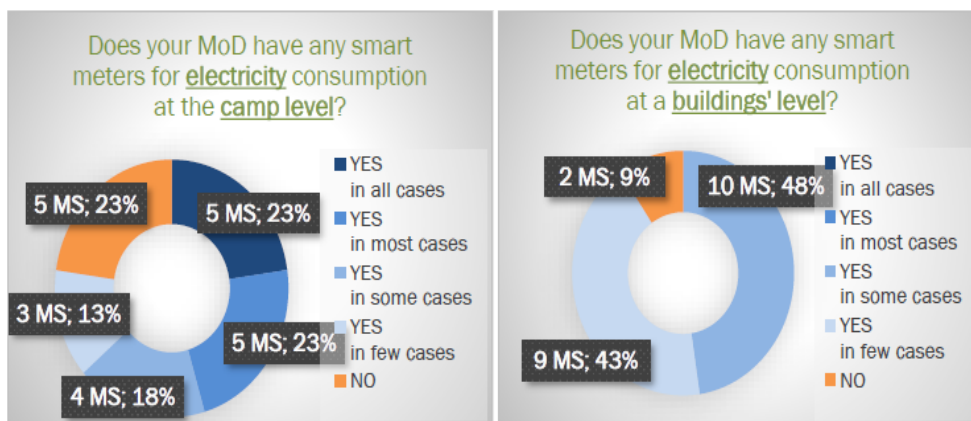 Does your MoD have any smart
meters for electricity consumption
at the camp level?
5 MS; 23%
5 MS; 23%
3 MS; 13%
5 MS; 23%
4 MS; 18%
YES
in all cases
YES
in most cases
YES
in some cases
YES
in few cases
NO
Does your MoD have any smart
meters for electricity consumption
at a buildings' level?
2 MS; 9%
10 MS; 48%
9 MS; 43%
YES
in all cases
YES
in most cases
YES
in some cases
YES
in few cases
NO